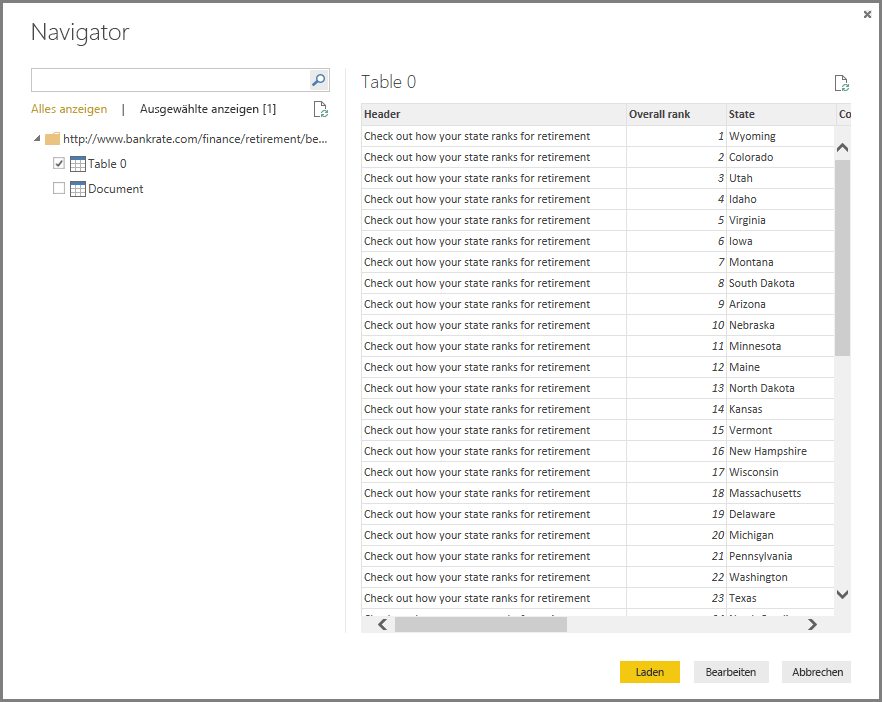 Navigator
Alles anzeigen | Ausgewählte anzeigen [1]
http://www.bankrate.com/finance/retirement/be...
Table 0
Document
Table 0
Header Overall rank State Co
Check out how your state ranks for retirement 1 Wyoming
Check out how your state ranks for retirement 2 Colorado
Check out how your state ranks for retirement 3 Utah
Check out how your state ranks for retirement 4 Idaho
Check out how your state ranks for retirement 5 Virginia
Check out how your state ranks for retirement 6 Iowa
Check out how your state ranks for retirement 7 Montana
Check out how your state ranks for retirement 8 South Dakota
Check out how your state ranks for retirement 9 Arizona
Check out how your state ranks for retirement 10 Nebraska
Check out how your state ranks for retirement 11 Minnesota
Check out how your state ranks for retirement 12 Maine
Check out how your state ranks for retirement 13 North Dakota
Check out how your state ranks for retirement 14 Kansas
Check out how your state ranks for retirement 15 Vermont
Check out how your state ranks for retirement 16 New Hampshire
Check out how your state ranks for retirement 17 Wisconsin
Check out how your state ranks for retirement 18 Massachusetts
Check out how your state ranks for retirement 19 Delaware
Check out how your state ranks for retirement 20 Michigan
Check out how your state ranks for retirement 21 Pennsylvania
Check out how your state ranks for retirement 22 Washington
Check out how your state ranks for retirement 23 Texas
Laden Bearbeiten Abbrechen